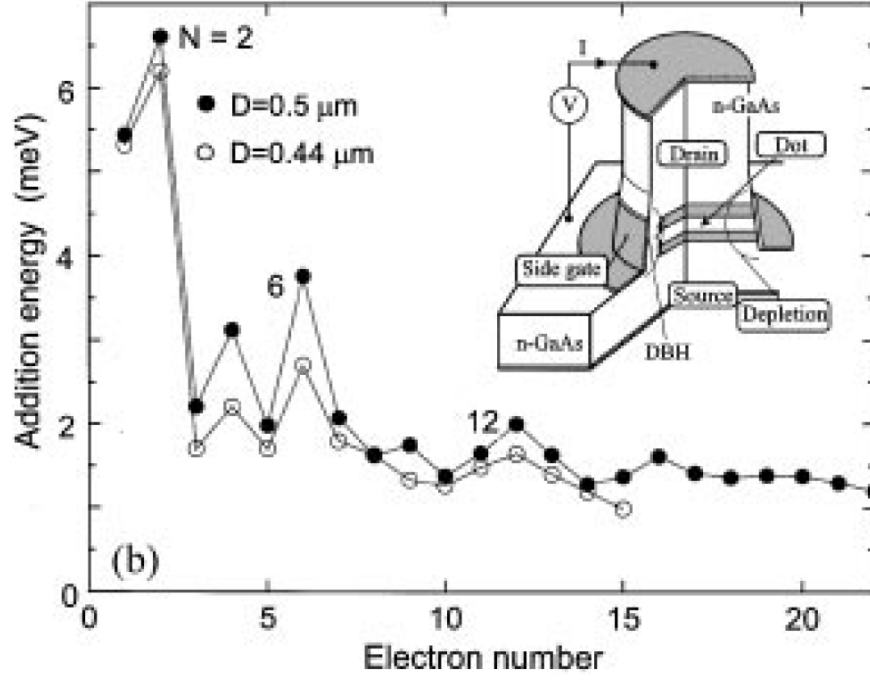 N = 2
D=0.5 μm
D=0.44 μm
6
12
Addition energy (meV)
6
4
2
0
(b)
0
5
10
15
20
Electron number
I
V
n-GaAs
Drain
Dot
Side gate
Source
Depletion
n-GaAs
DBH